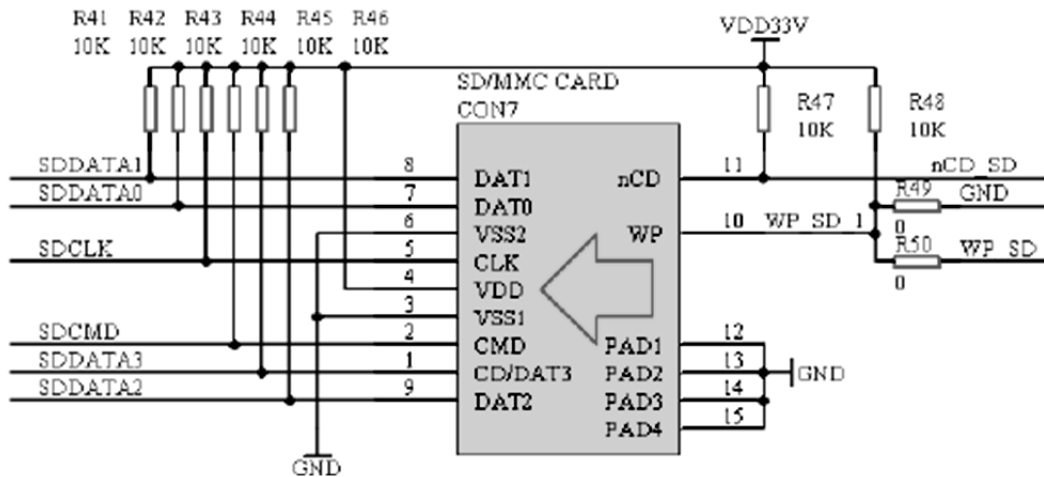 R41 R42 R43 R44 R45 R46
10K 10K 10K 10K 10K 10K
VDD33V
SD/MMC CARD
CON7
R47
10K
R48
10K
SDDATA1 8 DAT1 nCD 11 nCD_SD
SDDATA0 7 DAT0 R49 GND
0
6 VSS2 WP 10 WP_SD_1
SDCLK 5 CLK R50 WP_SD
0
4 VDD
3 VSS1
SDCMD 2 CMD PAD1 12
SDDATA3 1 CD/DAT3 PAD2 13 GND
SDDATA2 9 DAT2 PAD3 14
PAD4 15
GND